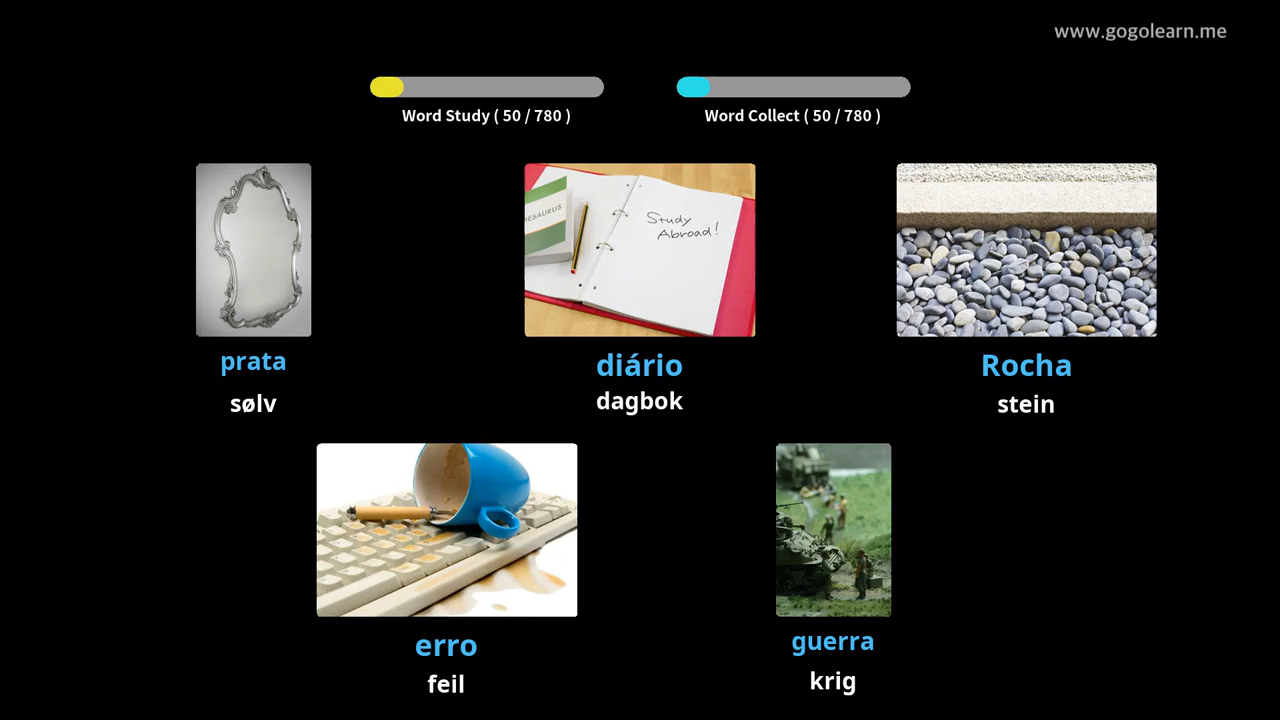 www.gogolearn.me
Word Study ( 50 / 780 )
Word Collect ( 50 / 780 )
HESAURUS
Study
Abroad!
prata
sølv
diário
dagbok
Rocha
stein
erro
feil
guerra
krig